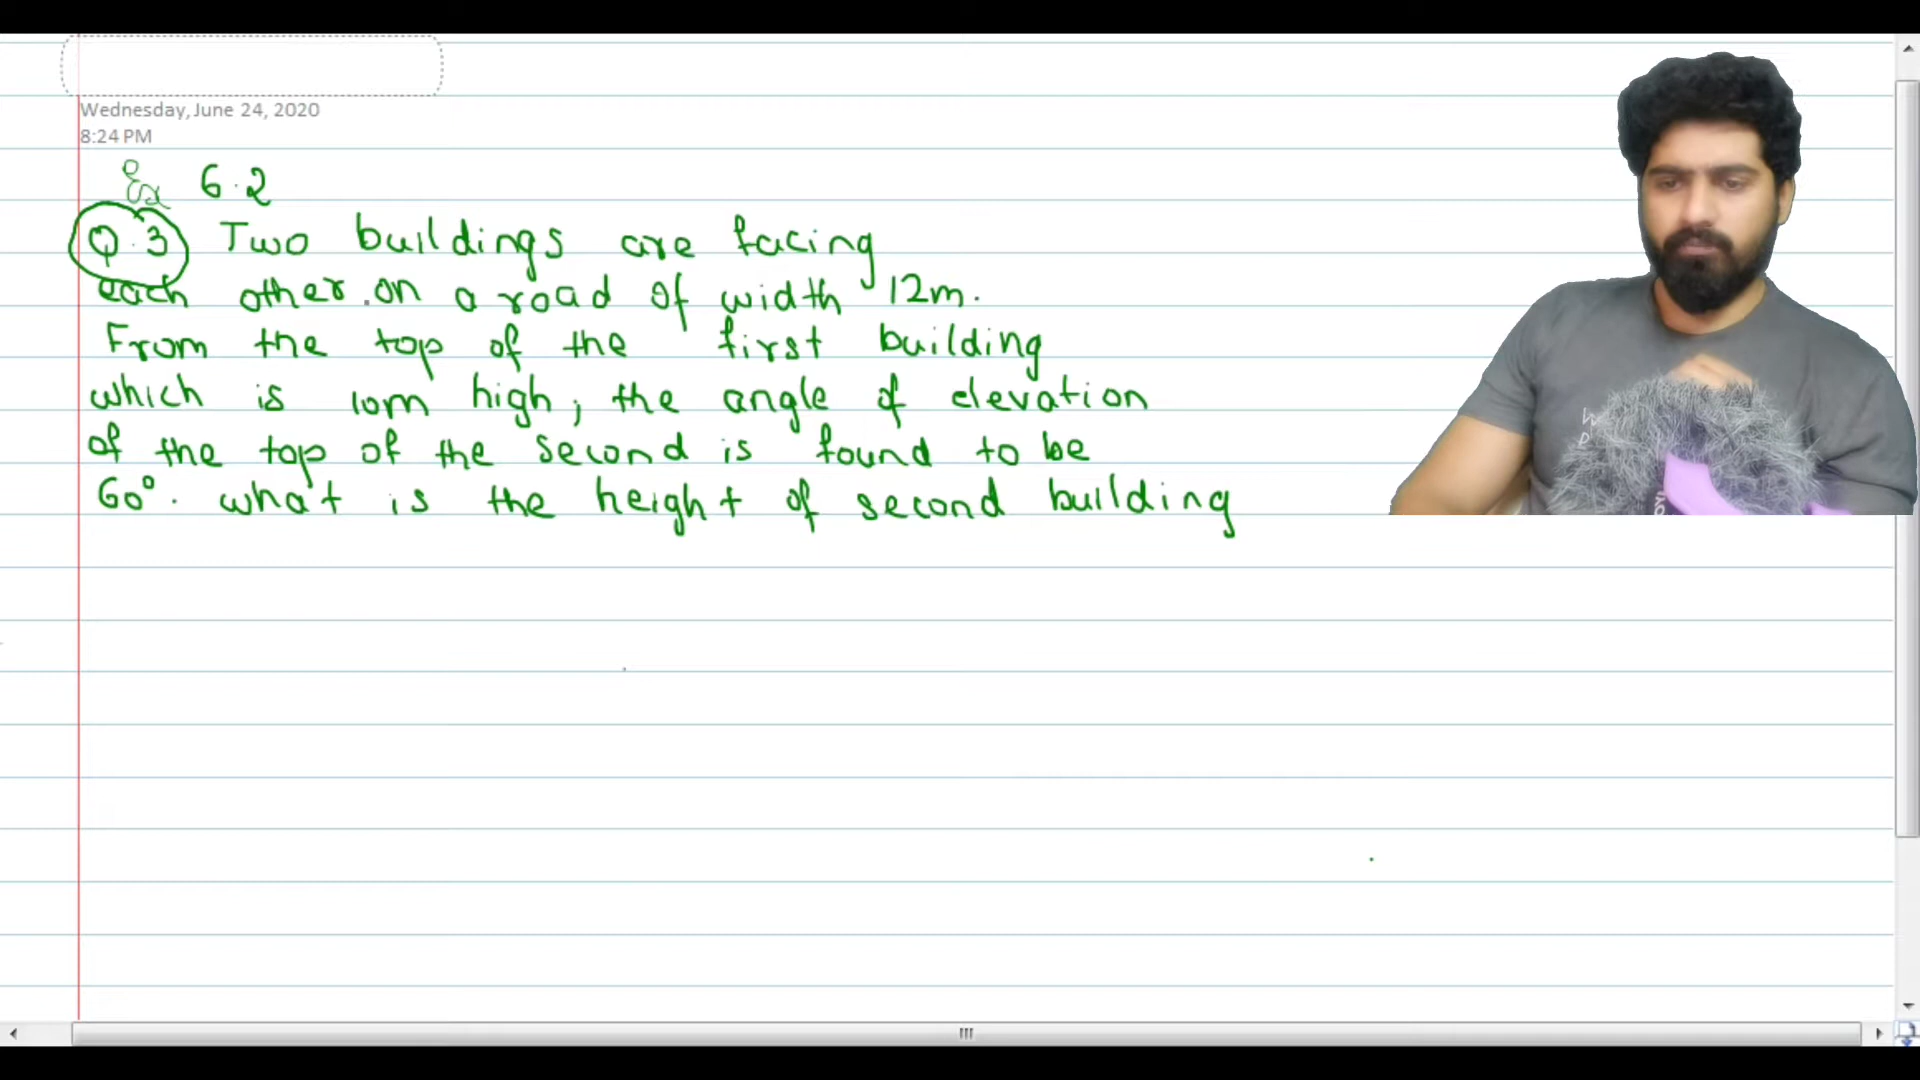 Wednesday, June 24, 2020
8:24 PM
Ex 6.2
Q.3 Two buildings are facing
each other on a road of width 12m.
From the top of the first building
which is 10m high, the angle of elevation
of the top of the second is found to be
60°. what is the height of second building